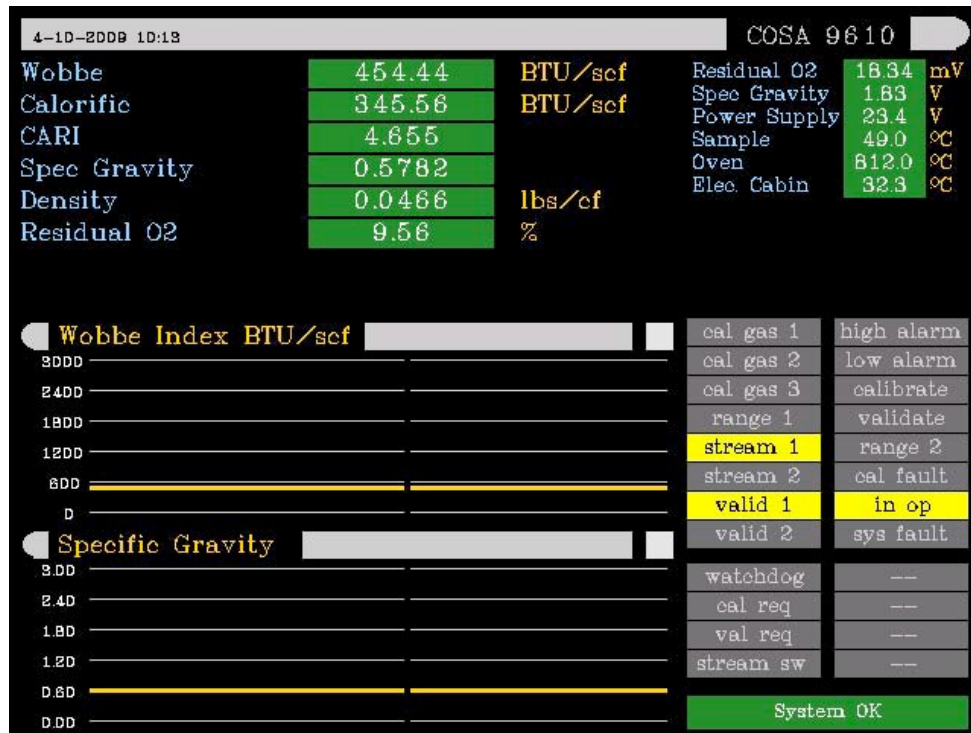 4-10-2009 10:13
COSA 9610
Wobbe 454.44 BTU/scf
Calorific 345.56 BTU/scf
CARI 4.655
Spec Gravity 0.5782
Density 0.0466 lbs/cf
Residual O2 9.56 %
Residual O2 18.34 mV
Spec Gravity 1.83 V
Power Supply 23.4 V
Sample 49.0 ºC
Oven 812.0 ºC
Elec. Cabin 32.3 ºC
Wobbe Index BTU/scf
3000
2400
1800
1200
600
0
Specific Gravity
3.00
2.40
1.80
1.20
0.60
0.00
cal gas 1 high alarm
cal gas 2 low alarm
cal gas 3 calibrate
range 1 validate
stream 1 range 2
stream 2 cal fault
valid 1 in op
valid 2 sys fault
watchdog --
cal req --
val req --
stream sw --
System OK